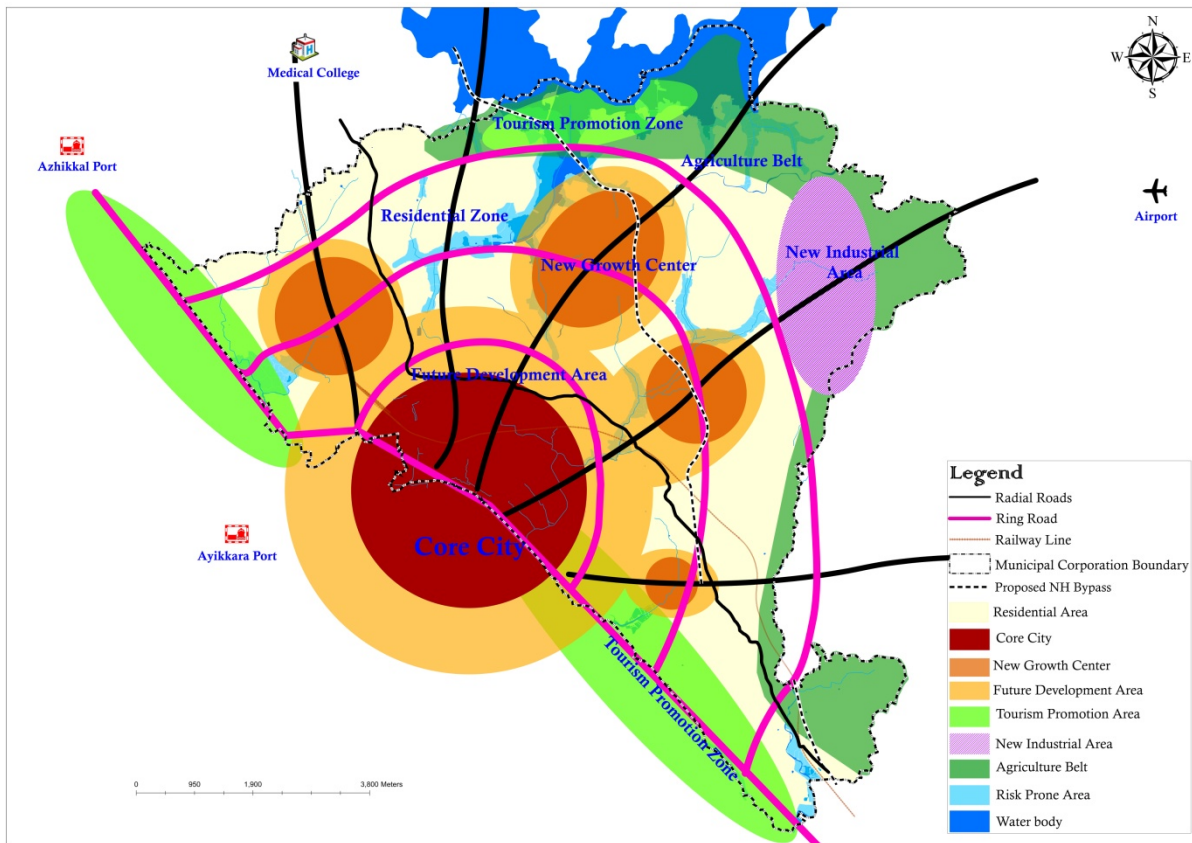 N
W
E
S
H
Medical College
Azhikkal Port
Tourism Promotion Zone
Agriculture Belt
Airport
Residential Zone
New Growth Center
New Industrial
Area
Future Development Area
Ayikkara Port
Core City
Tourism Promotion Zone
0 950 1,900 3,800 Meters
Legend
Radial Roads
Ring Road
Railway Line
Municipal Corporation Boundary
Proposed NH Bypass
Residential Area
Core City
New Growth Center
Future Development Area
Tourism Promotion Area
New Industrial Area
Agriculture Belt
Risk Prone Area
Water body